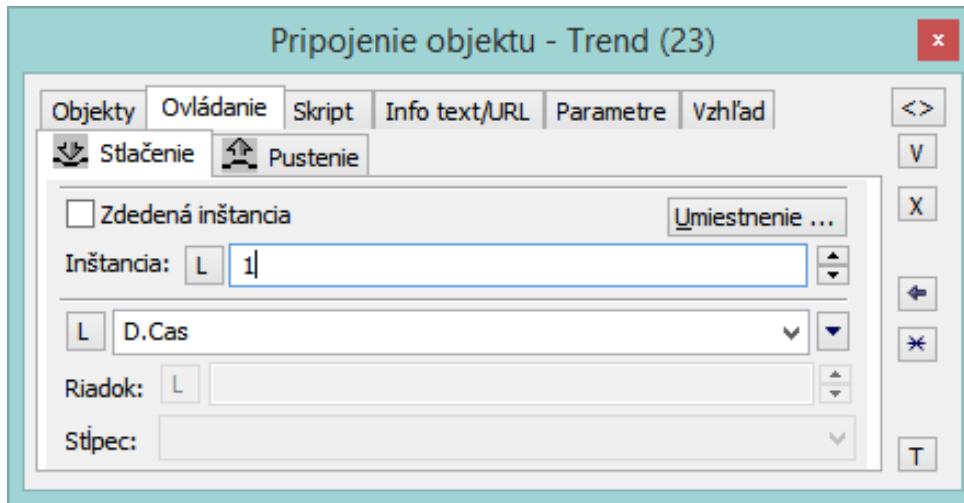 Pripojenie objektu - Trend (23)
x
Objekty Ovládanie Skript Info text/URL Parametre Vzhľad <>
Stlačenie Pustenie V
Zdedená inštancia Umiestnenie ... X
Inštancia: L 1
L D.Cas
Riadok: L
Stĺpec:
T